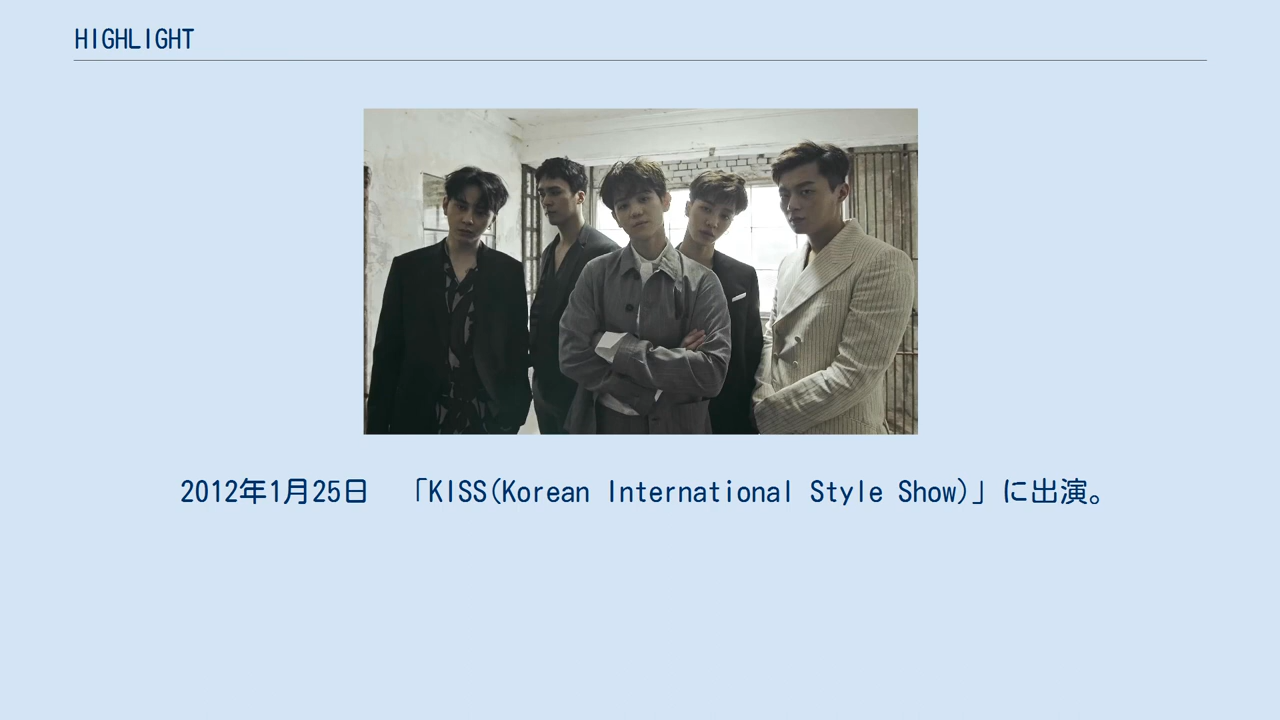 HIGHLIGHT
2012年1月25日　「KISS(Korean International Style Show)」に出演。